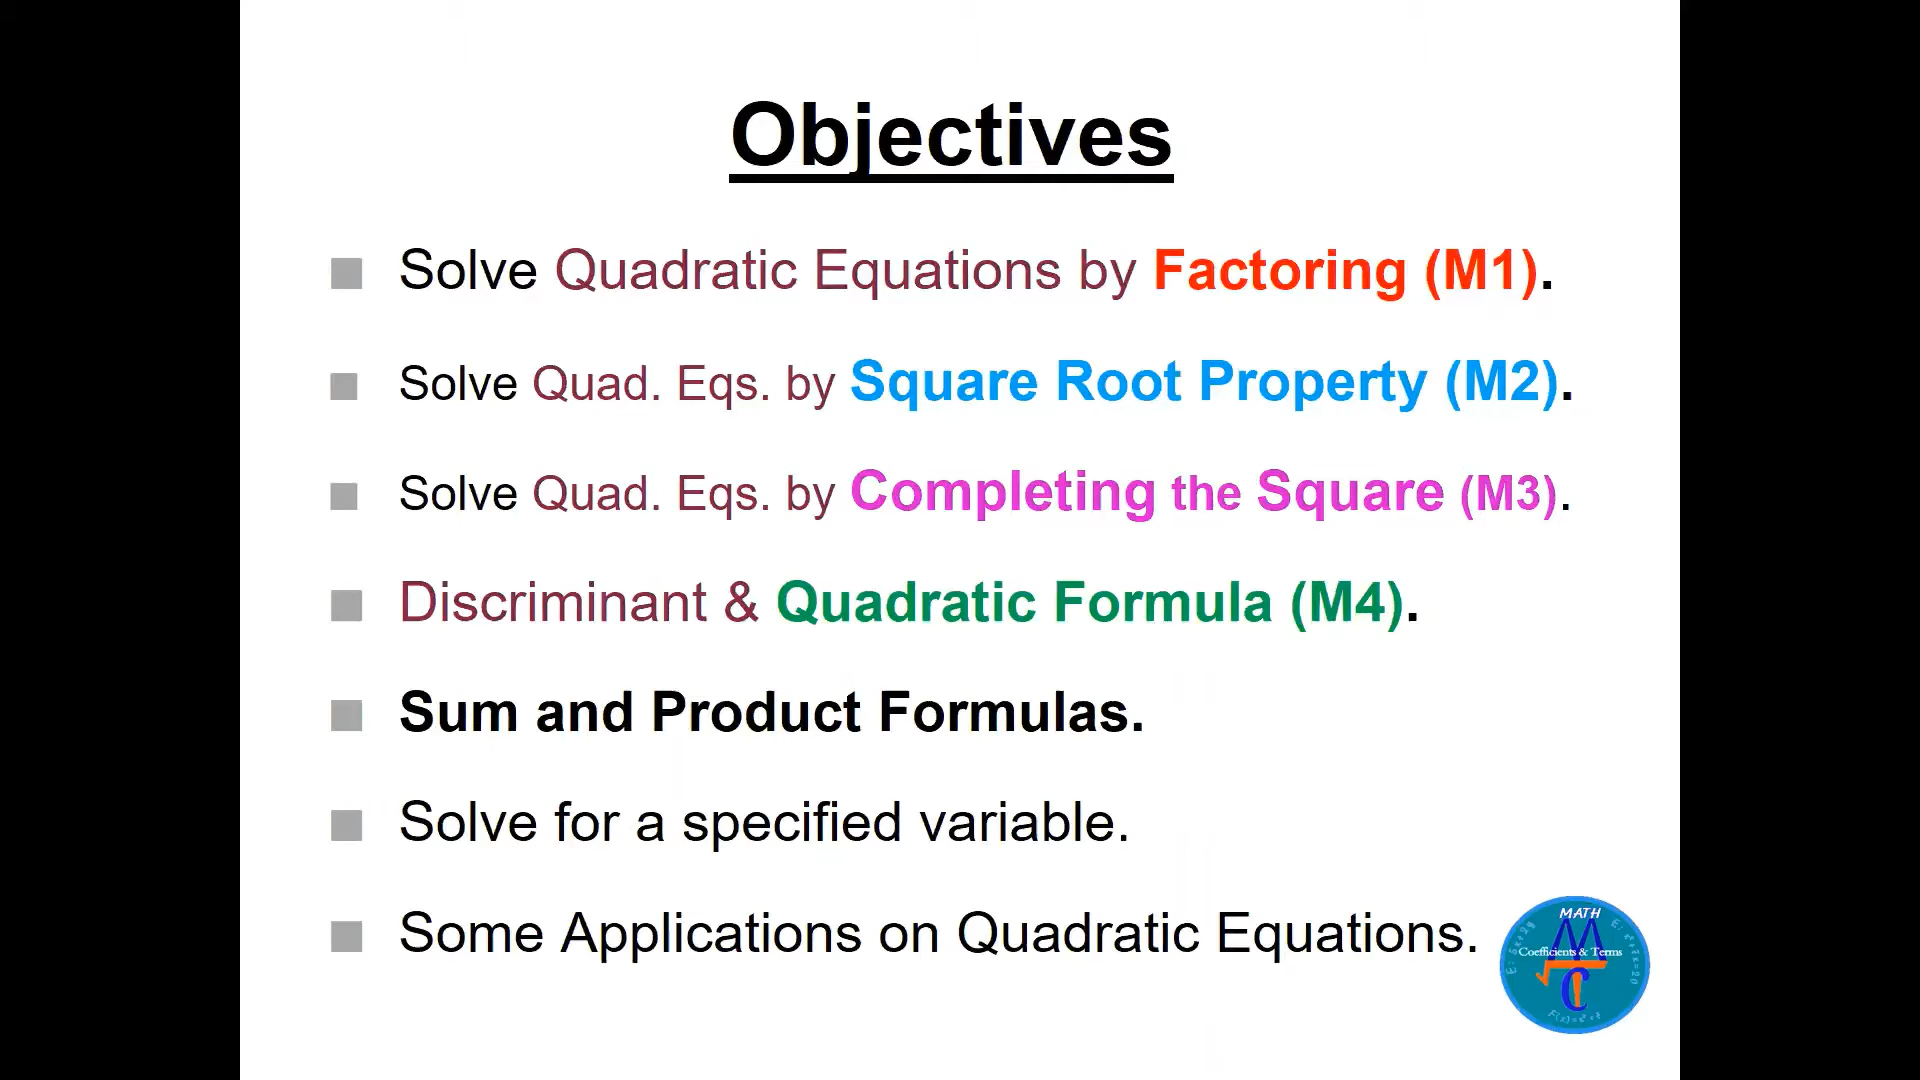 Objectives
Solve Quadratic Equations by Factoring (M1).
Solve Quad. Eqs. by Square Root Property (M2).
Solve Quad. Eqs. by Completing the Square (M3).
Discriminant & Quadratic Formula (M4).
Sum and Product Formulas.
Solve for a specified variable.
Some Applications on Quadratic Equations.
MATH
Coefficients & Terms